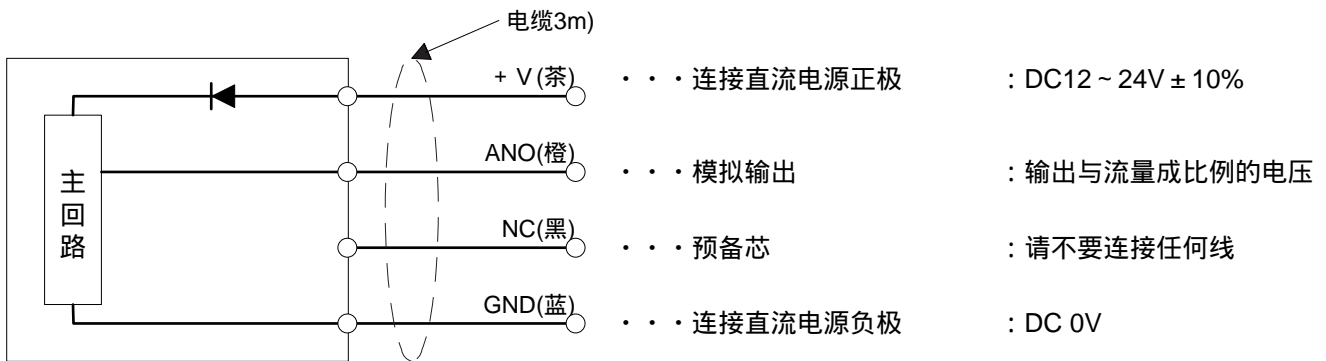 电缆3m)
+ V(茶) ・・・连接直流电源正极 : DC12 ~ 24V ± 10%
ANO(橙) ・・・模拟输出 : 输出与流量成比例的电压
主回路
NC(黑) ・・・预备芯 : 请不要连接任何线
GND(蓝) ・・・连接直流电源负极 : DC 0V